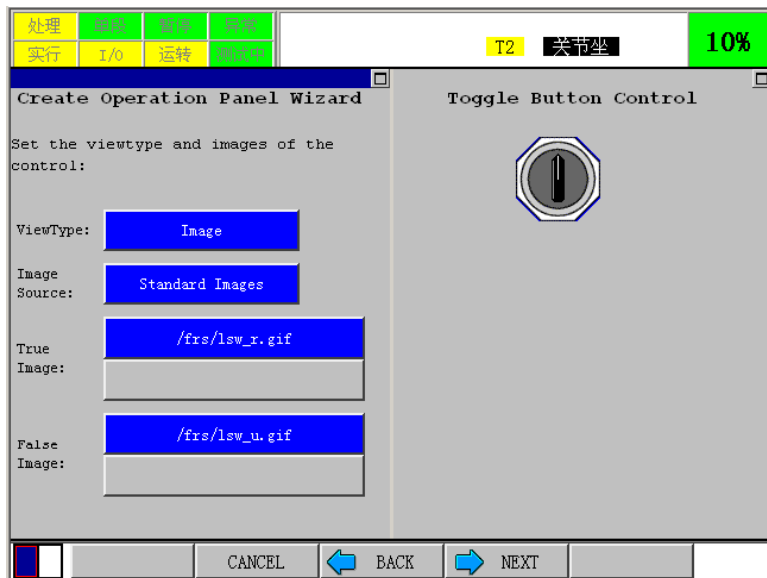 处理 单段 暂停 异常
实行 I/O 运转 测试中
T2 关节坐 10%
Create Operation Panel Wizard
Set the viewtype and images of the
control:
ViewType: Image
Image
Source: Standard Images
True
Image: /frs/lsw_r.gif
False
Image: /frs/lsw_u.gif
Toggle Button Control
CANCEL BACK NEXT